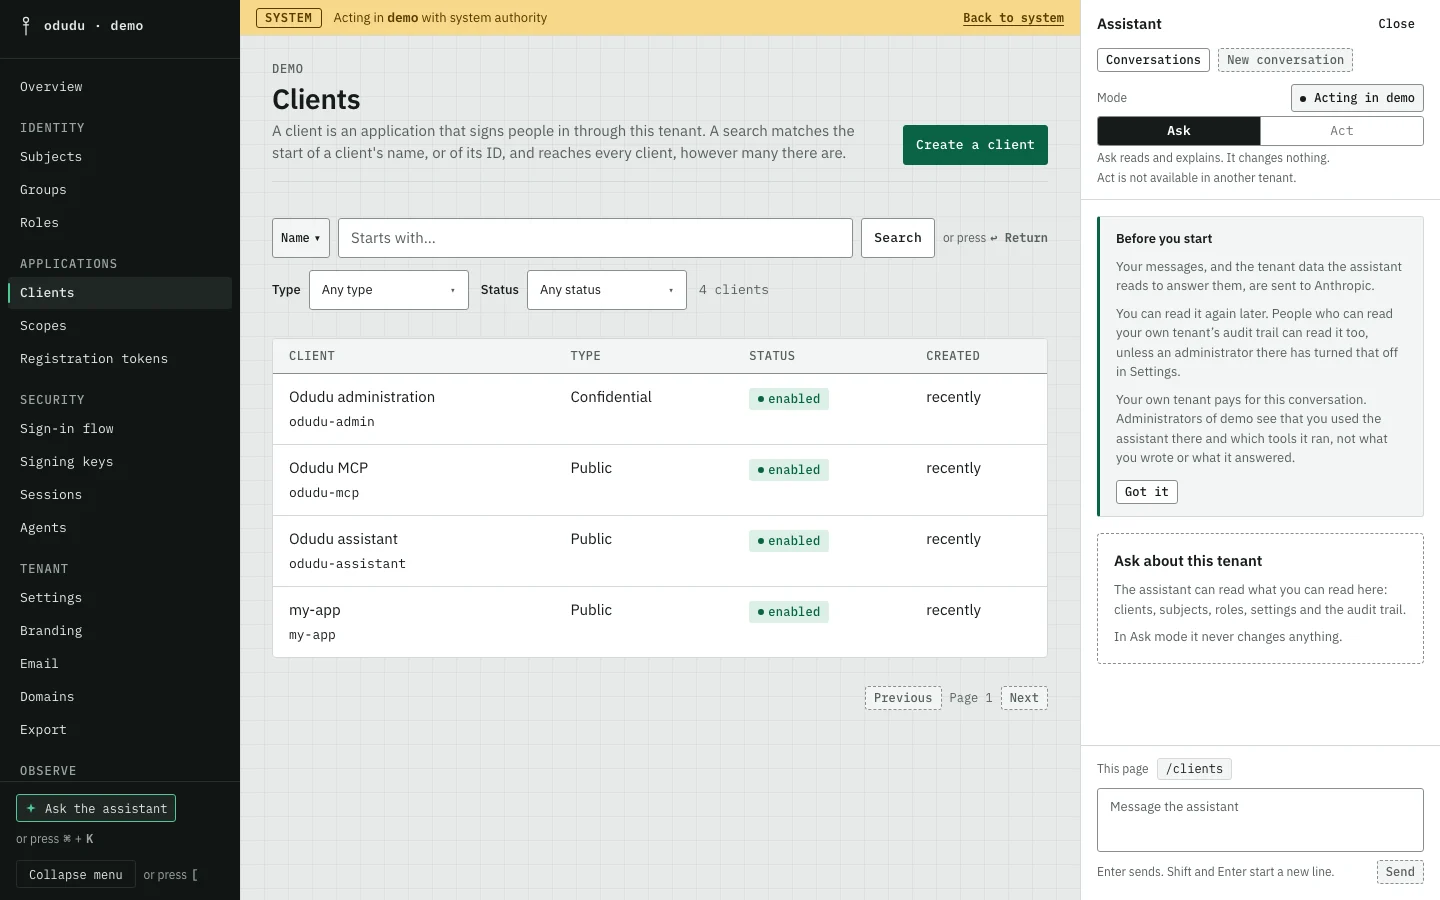 odudu · demo
Overview
IDENTITY
Subjects
Groups
Roles
APPLICATIONS
Clients
Scopes
Registration tokens
SECURITY
Sign-in flow
Signing keys
Sessions
Agents
TENANT
Settings
Branding
Email
Domains
Export
OBSERVE
Ask the assistant
or press ⌘ + K
Collapse menu or press [
SYSTEM Acting in demo with system authority Back to system
DEMO
Clients
A client is an application that signs people in through this tenant. A search matches the
start of a client's name, or of its ID, and reaches every client, however many there are.
Create a client
Name ▾ Starts with... Search or press ↵ Return
Type Any type Status Any status 4 clients
CLIENT TYPE STATUS CREATED
Odudu administration Confidential enabled recently
odudu-admin
Odudu MCP Public enabled recently
odudu-mcp
Odudu assistant Public enabled recently
odudu-assistant
my-app Public enabled recently
my-app
Previous Page 1 Next
Assistant Close
Conversations New conversation
Mode Acting in demo
Ask Act
Ask reads and explains. It changes nothing.
Act is not available in another tenant.
Before you start
Your messages, and the tenant data the assistant
reads to answer them, are sent to Anthropic.
You can read it again later. People who can read
your own tenant’s audit trail can read it too,
unless an administrator there has turned that off
in Settings.
Your own tenant pays for this conversation.
Administrators of demo see that you used the
assistant there and which tools it ran, not what
you wrote or what it answered.
Got it
Ask about this tenant
The assistant can read what you can read here:
clients, subjects, roles, settings and the audit trail.
In Ask mode it never changes anything.
This page /clients
Message the assistant
Enter sends. Shift and Enter start a new line. Send